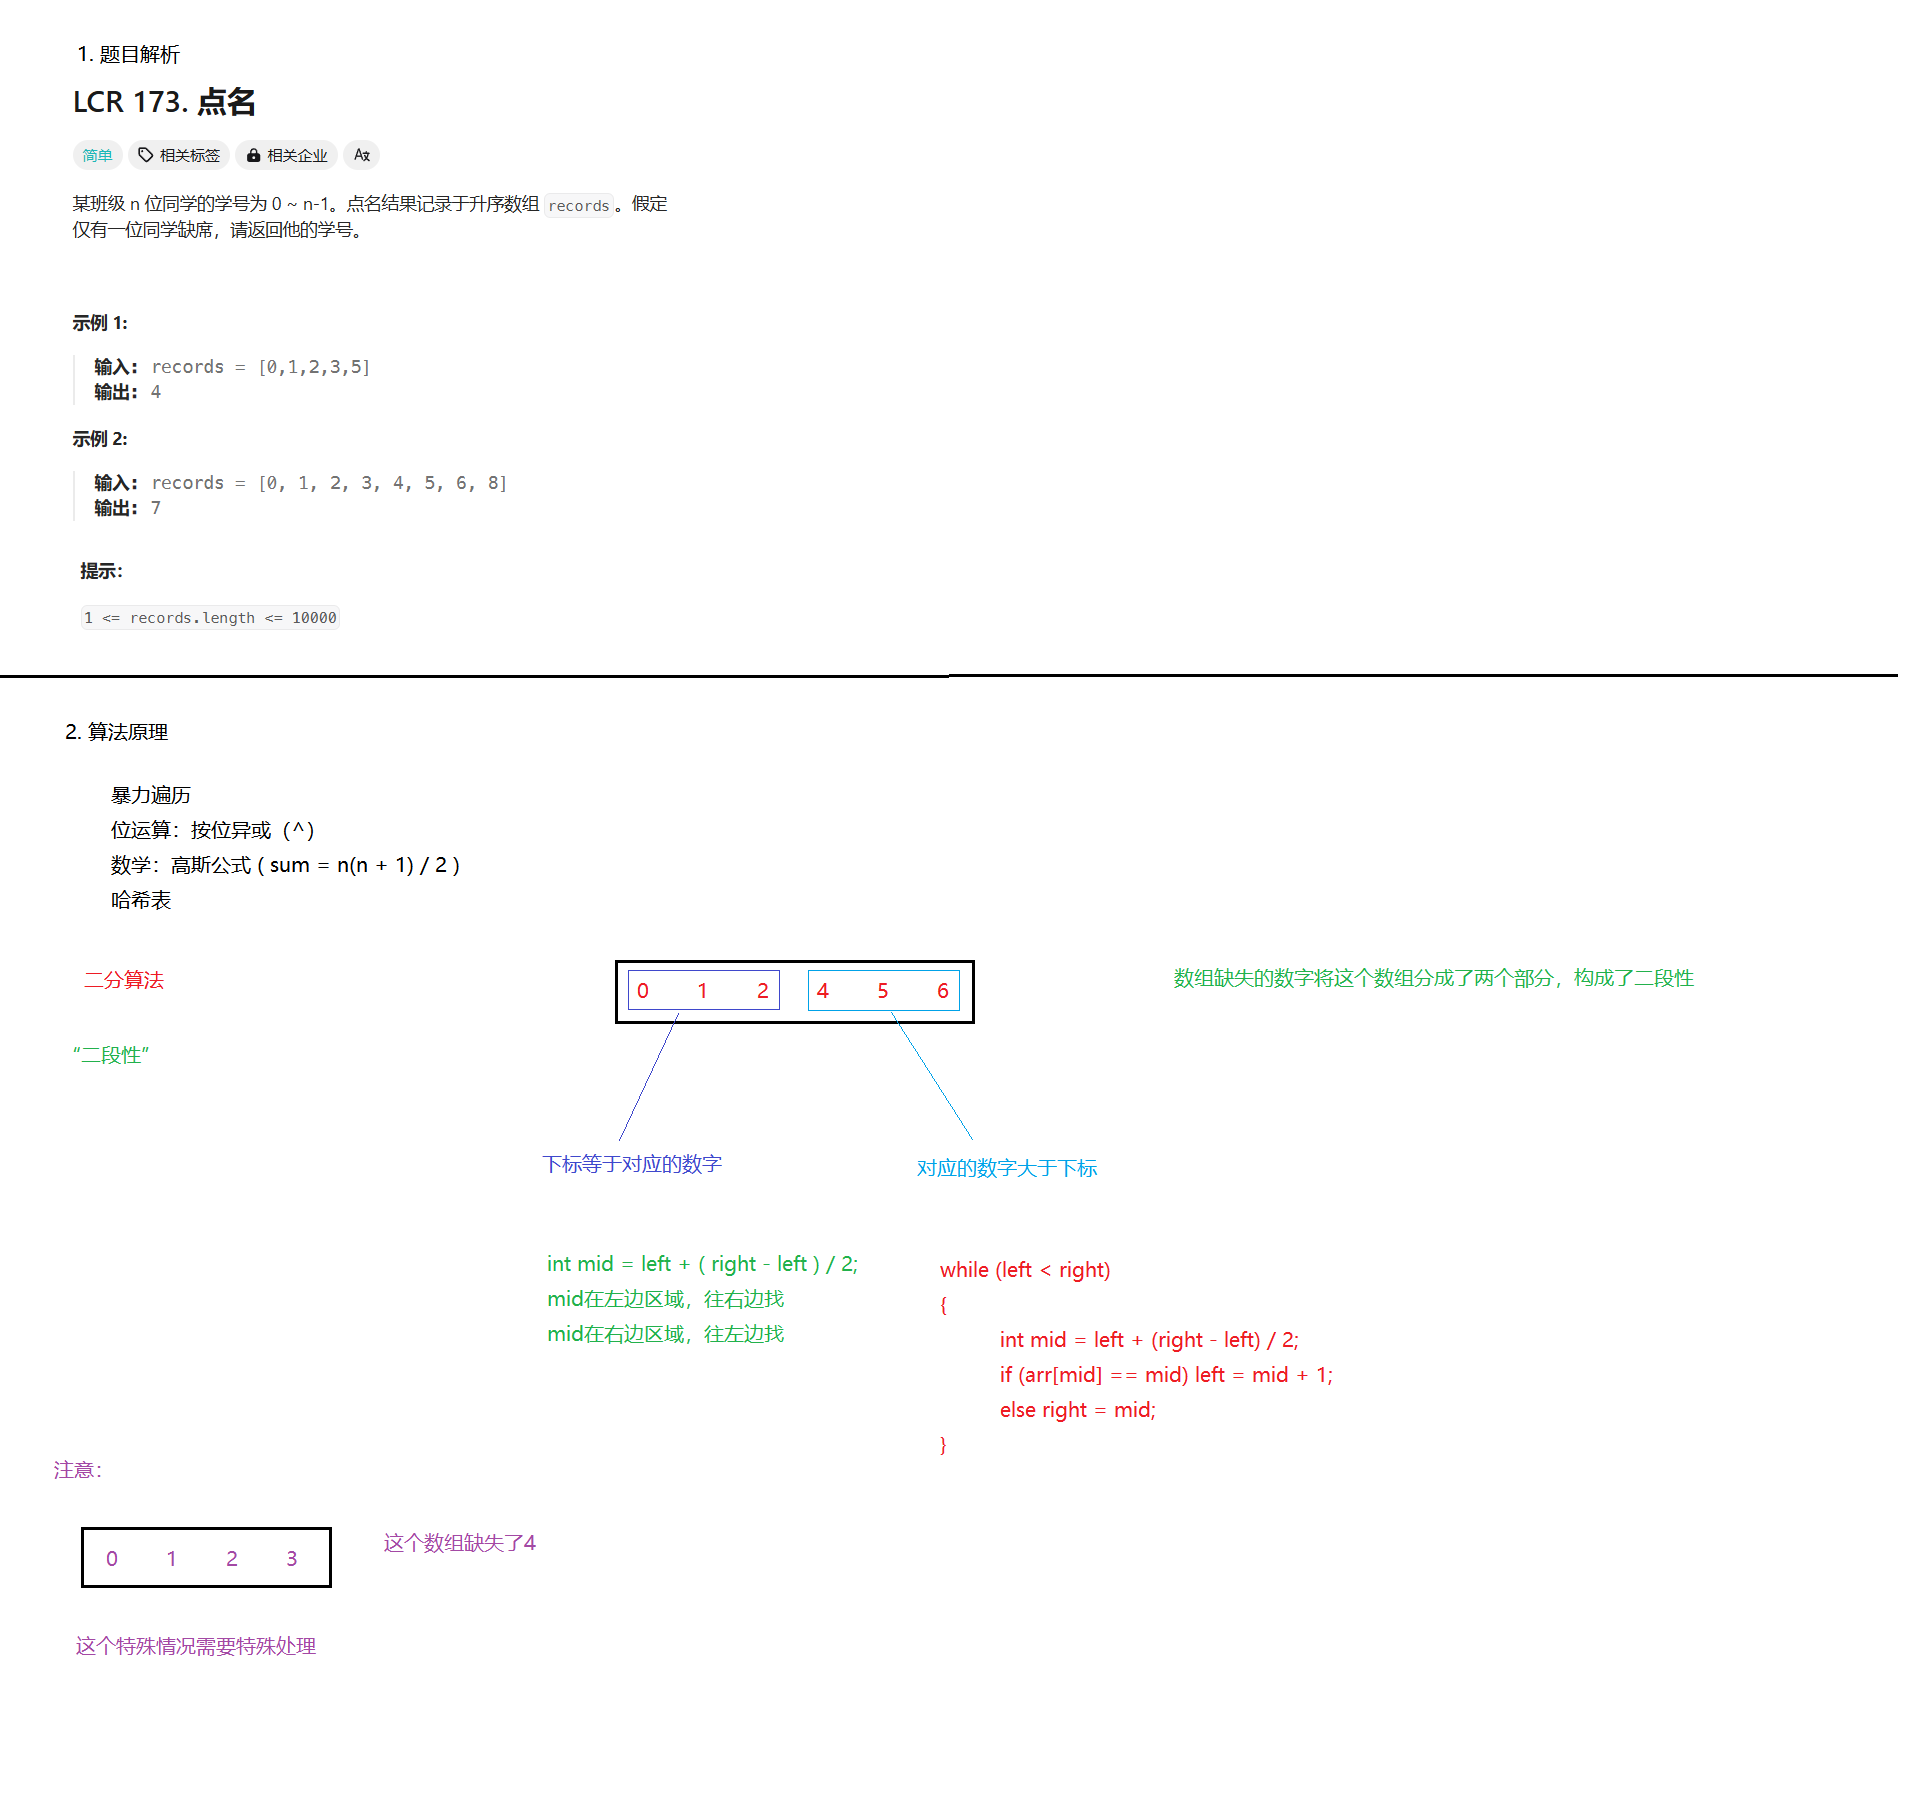 1. 题目解析
LCR 173. 点名
简单 相关标签 相关企业
某班级 n 位同学的学号为 0 ~ n-1。点名结果记录于升序数组 records。假定
仅有一位同学缺席，请返回他的学号。
示例 1:
输入： records = [0,1,2,3,5]
输出： 4
示例 2:
输入： records = [0, 1, 2, 3, 4, 5, 6, 8]
输出： 7
提示：
1 <= records.length <= 10000
2. 算法原理
暴力遍历
位运算：按位异或（^）
数学：高斯公式 ( sum = n(n + 1) / 2 )
哈希表
二分算法
0 1 2 4 5 6
数组缺失的数字将这个数组分成了两个部分，构成了二段性
“二段性”
下标等于对应的数字
对应的数字大于下标
int mid = left + ( right - left ) / 2;
mid在左边区域，往右边找
mid在右边区域，往左边找
while (left < right)
{
int mid = left + (right - left) / 2;
if (arr[mid] == mid) left = mid + 1;
else right = mid;
}
注意：
0 1 2 3
这个数组缺失了4
这个特殊情况需要特殊处理